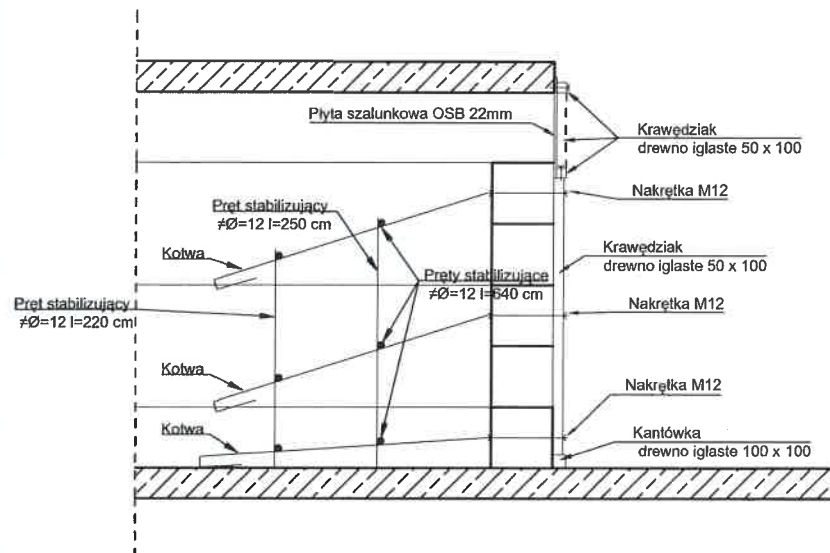 Płyta szalunkowa OSB 22mm
Krawędziak
drewno iglaste 50 x 100
Nakrętka M12
Pręt stabilizujący
≠Ø=12 l=250 cm
Kotwa
Krawędziak
drewno iglaste 50 x 100
Pręty stabilizujące
≠Ø=12 l=640 cm
Pręt stabilizujący
≠Ø=12 l=220 cm
Nakrętka M12
Kotwa
Nakrętka M12
Kotwa
Kantówka
drewno iglaste 100 x 100